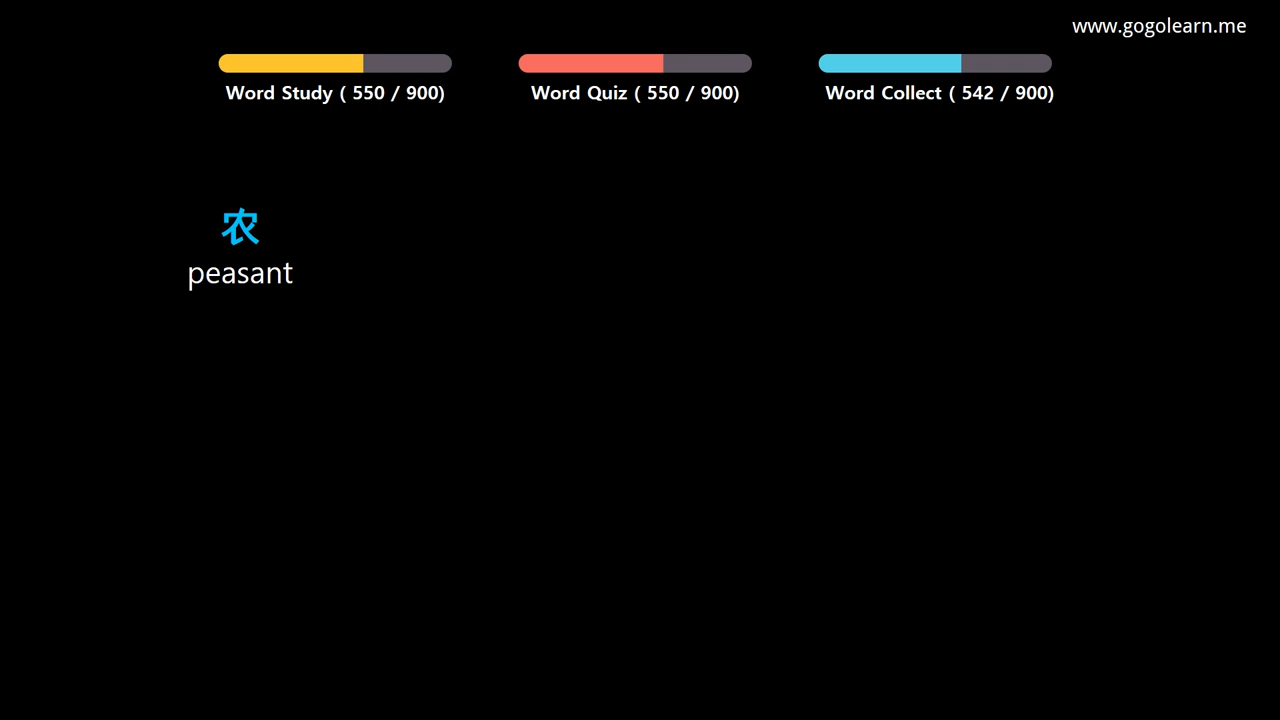 www.gogolearn.me
Word Study ( 550 / 900)
Word Quiz ( 550 / 900)
Word Collect ( 542 / 900)
农
peasant